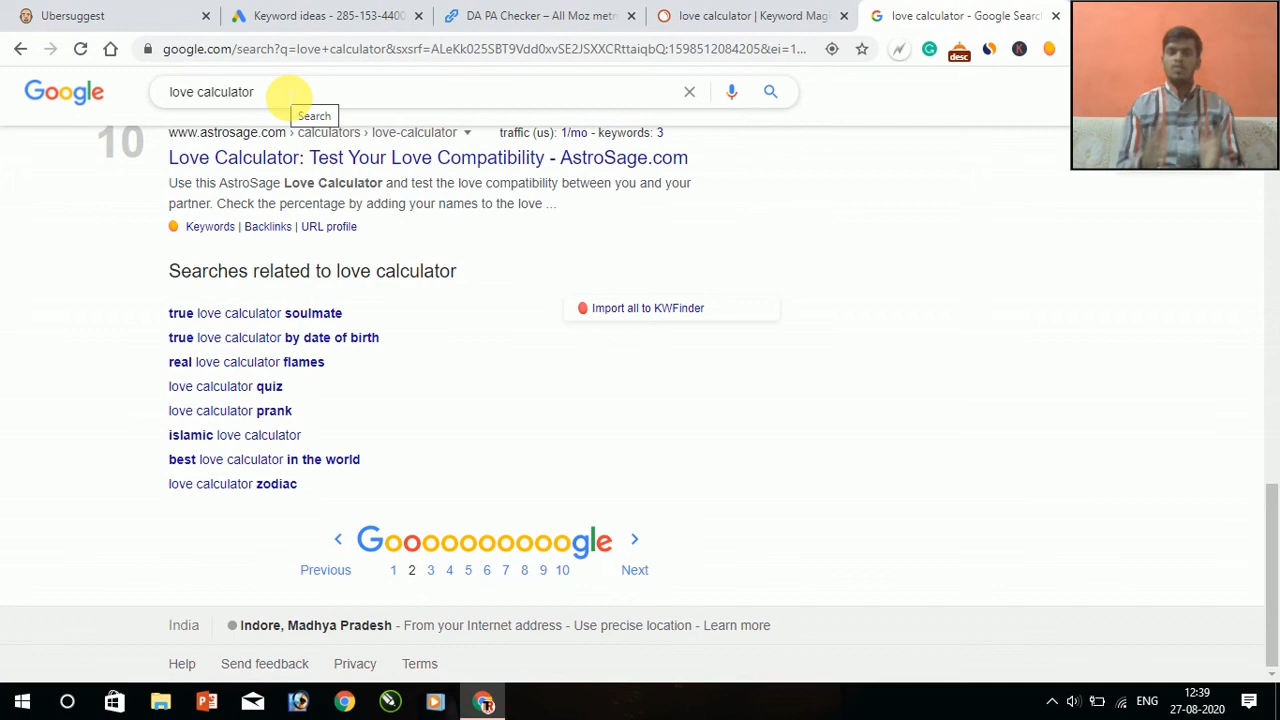 Ubersuggest
Keyword ideas - 285-153-4400
DA PA Checker – All Moz metr
love calculator | Keyword Mag
love calculator - Google Search
google.com/search?q=love+calculator&sxsrf=ALeKk025SBT9Vdd0xvSE2JSXXCRttaiqbQ:1598512084205&ei=1...
desc
Google
love calculator
Search
10
www.astrosage.com › calculators › love-calculator
traffic (us): 1/mo - keywords: 3
Love Calculator: Test Your Love Compatibility - AstroSage.com
Use this AstroSage Love Calculator and test the love compatibility between you and your
partner. Check the percentage by adding your names to the love ...
Keywords | Backlinks | URL profile
Searches related to love calculator
Import all to KWFinder
true love calculator soulmate
true love calculator by date of birth
real love calculator flames
love calculator quiz
love calculator prank
islamic love calculator
best love calculator in the world
love calculator zodiac
Goooooooooogle
Previous 1 2 3 4 5 6 7 8 9 10 Next
India
Indore, Madhya Pradesh - From your Internet address - Use precise location - Learn more
Help Send feedback Privacy Terms
ENG
12:39
27-08-2020